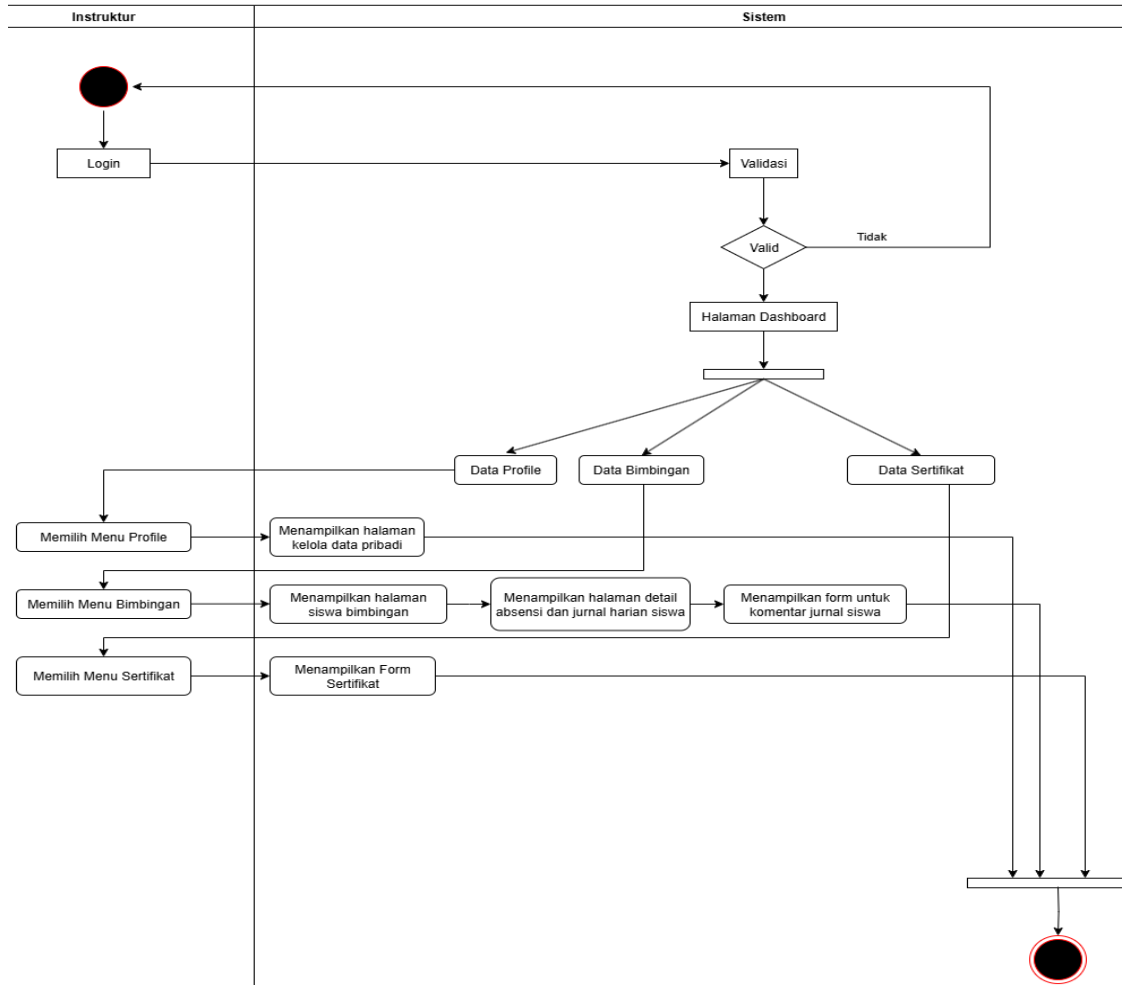 Instruktur
Sistem
Login
Validasi
Valid
Tidak
Halaman Dashboard
Data Profile
Data Bimbingan
Data Sertifikat
Memilih Menu Profile
Menampilkan halaman
kelola data pribadi
Memilih Menu Bimbingan
Menampilkan halaman
siswa bimbingan
Menampilkan halaman detail
absensi dan jurnal harian siswa
Menampilkan form untuk
komentar jurnal siswa
Memilih Menu Sertifikat
Menampilkan Form
Sertifikat